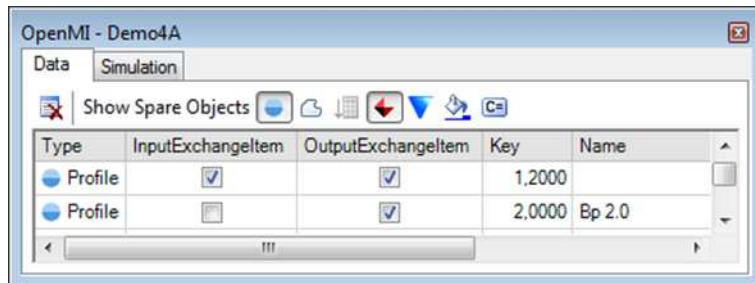 OpenMI - Demo4A
Data Simulation
Show Spare Objects C=
Type InputExchangeItem OutputExchangeItem Key Name
Profile 1,2000
Profile 2,0000 Bp 2.0